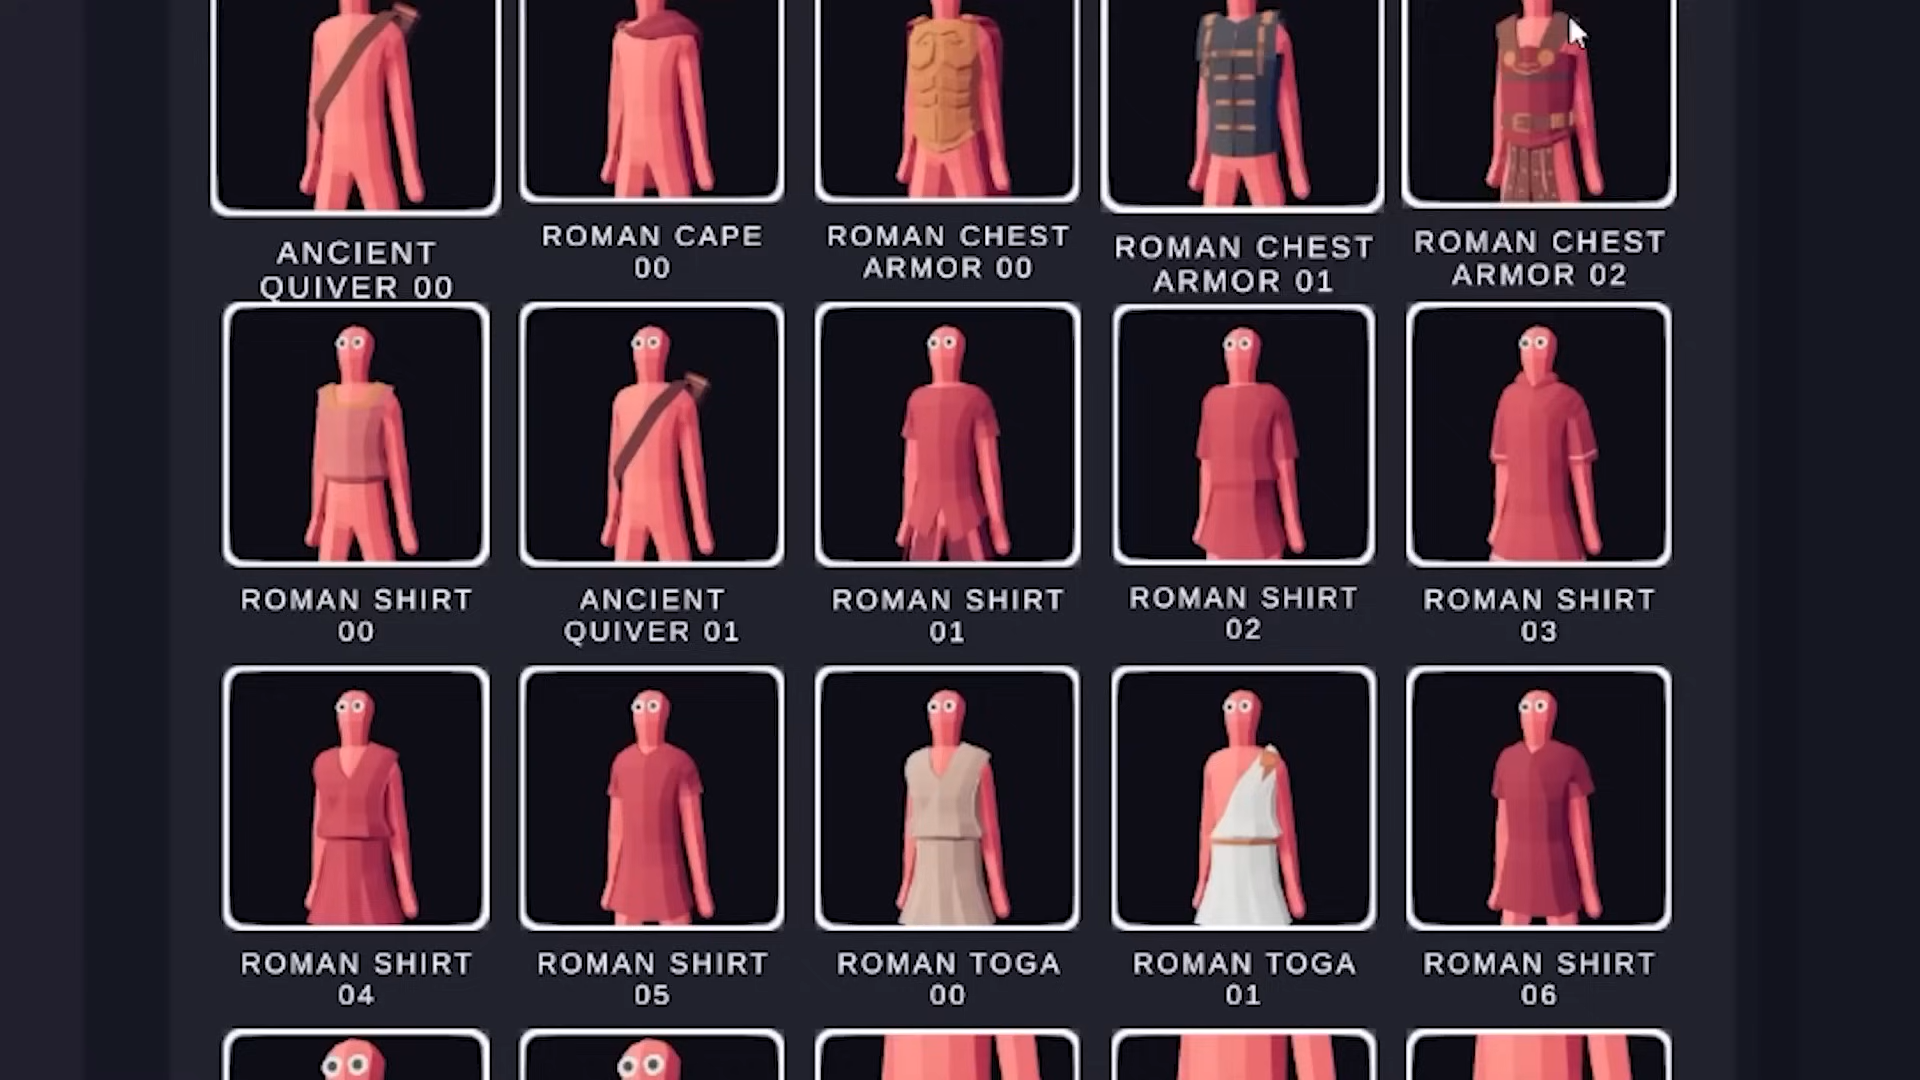 ANCIENT
QUIVER 00
ROMAN CAPE
00
ROMAN CHEST
ARMOR 00
ROMAN CHEST
ARMOR 01
ROMAN CHEST
ARMOR 02
ROMAN SHIRT
00
ANCIENT
QUIVER 01
ROMAN SHIRT
01
ROMAN SHIRT
02
ROMAN SHIRT
03
ROMAN SHIRT
04
ROMAN SHIRT
05
ROMAN TOGA
00
ROMAN TOGA
01
ROMAN SHIRT
06